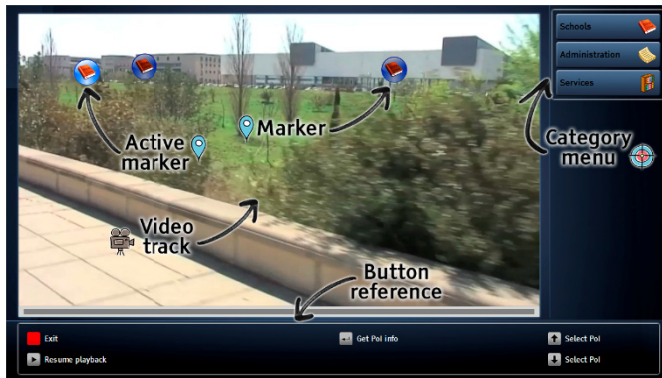 Schools
Administration
Services
Active
marker
Marker
Category
menu
Video
track
Button
reference
Exit
Get PoI info
Select PoI
Resume playback
Select PoI